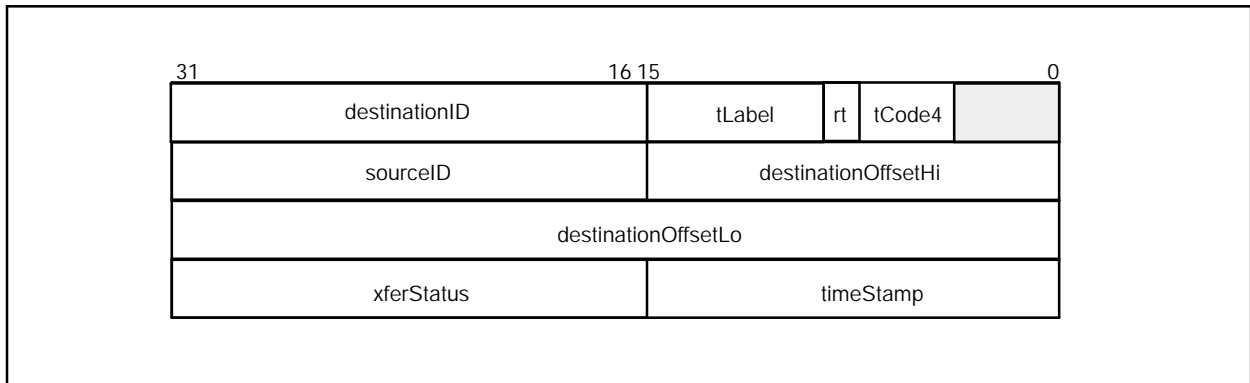 31 16 15 0
destinationID tLabel rt tCode4
sourceID destinationOffsetHi
destinationOffsetLo
xferStatus timeStamp